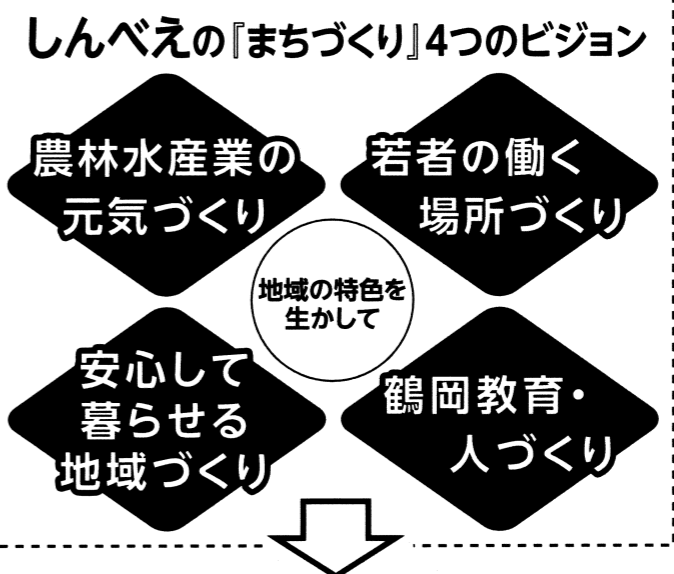 しんべえの『まちづくり』4つのビジョン
農林水産業の
元気づくり
若者の働く
場所づくり
地域の特色を
生かして
安心して
暮らせる
地域づくり
鶴岡教育・
人づくり